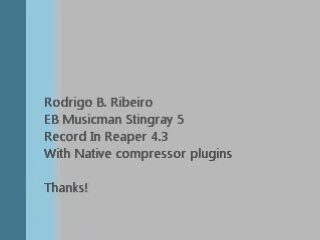 Rodrigo B. Ribeiro
EB Musicman Stingray 5
Record In Reaper 4.3
With Native compressor plugins
Thanks!